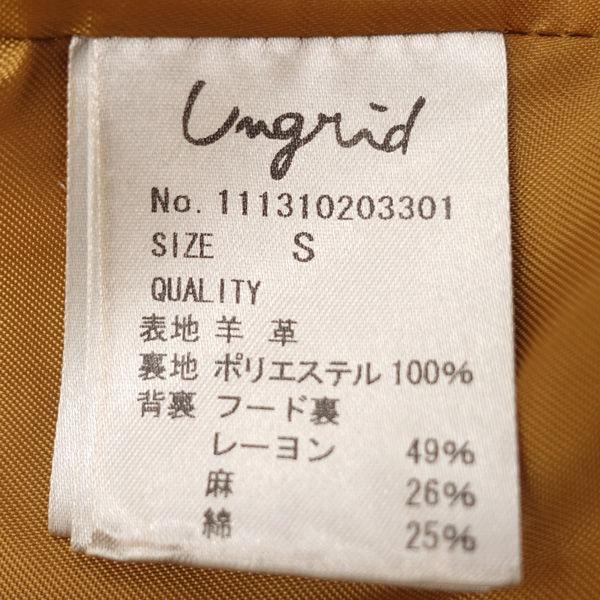 Ungrid
No. 111310203301
SIZE S
QUALITY
表地 羊 革
裏地 ポリエステル 100%
背裏 フード裏
レーヨン 49%
麻 26%
綿 25%